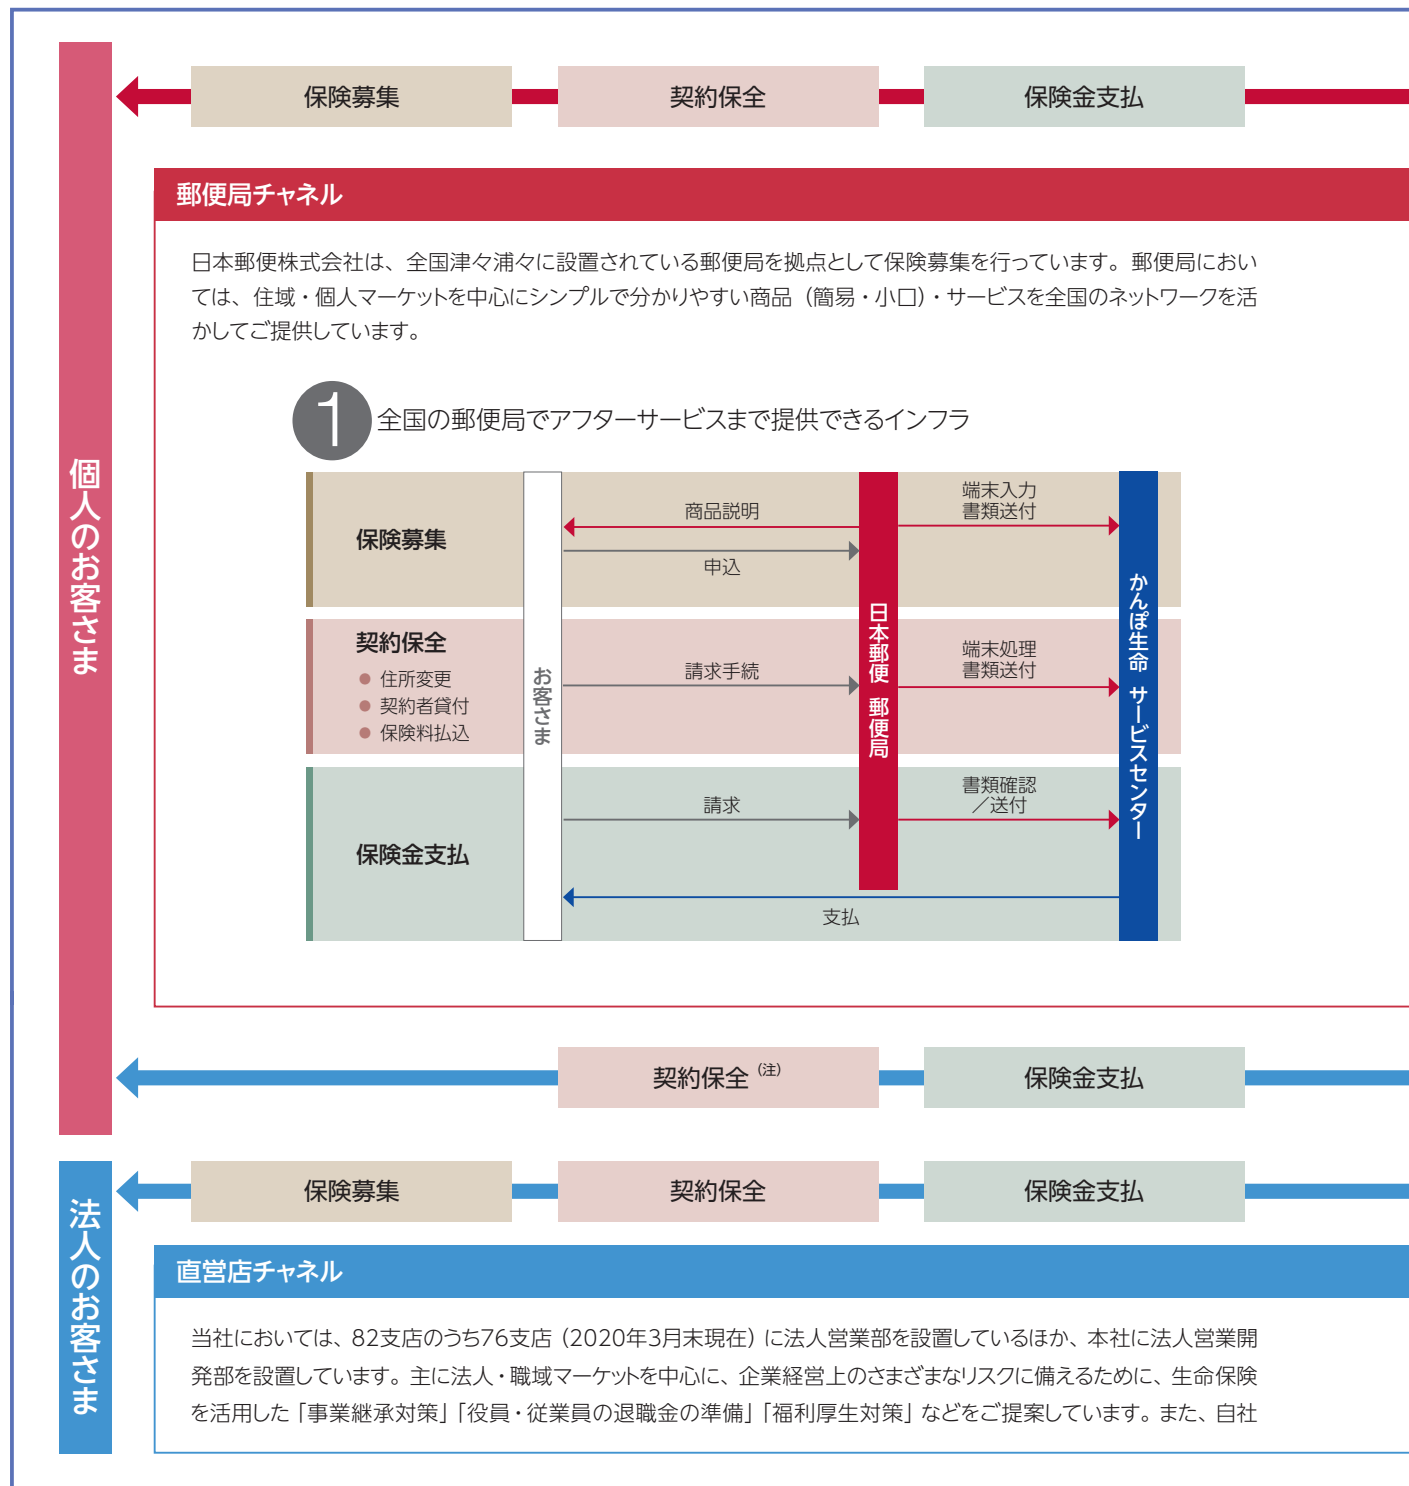 個人のお客さま
保険募集
契約保全
保険金支払
郵便局チャネル
日本郵便株式会社は、全国津々浦々に設置されている郵便局を拠点として保険募集を行っています。郵便局におい
ては、住域・個人マーケットを中心にシンプルで分かりやすい商品（簡易・小口）・サービスを全国のネットワークを活
かしてご提供しています。
1
全国の郵便局でアフターサービスまで提供できるインフラ
保険募集
商品説明
申込
端末入力
書類送付
契約保全
● 住所変更
● 契約者貸付
● 保険料払込
請求手続
端末処理
書類送付
保険金支払
請求
書類確認
／送付
支払
お客さま
日本郵便 郵便局
かんぽ生命 サービスセンター
契約保全（注）
保険金支払
法人のお客さま
保険募集
契約保全
保険金支払
直営店チャネル
当社においては、82支店のうち76支店（2020年3月末現在）に法人営業部を設置しているほか、本社に法人営業開
発部を設置しています。主に法人・職域マーケットを中心に、企業経営上のさまざまなリスクに備えるために、生命保険
を活用した「事業継承対策」「役員・従業員の退職金の準備」「福利厚生対策」などをご提案しています。また、自社